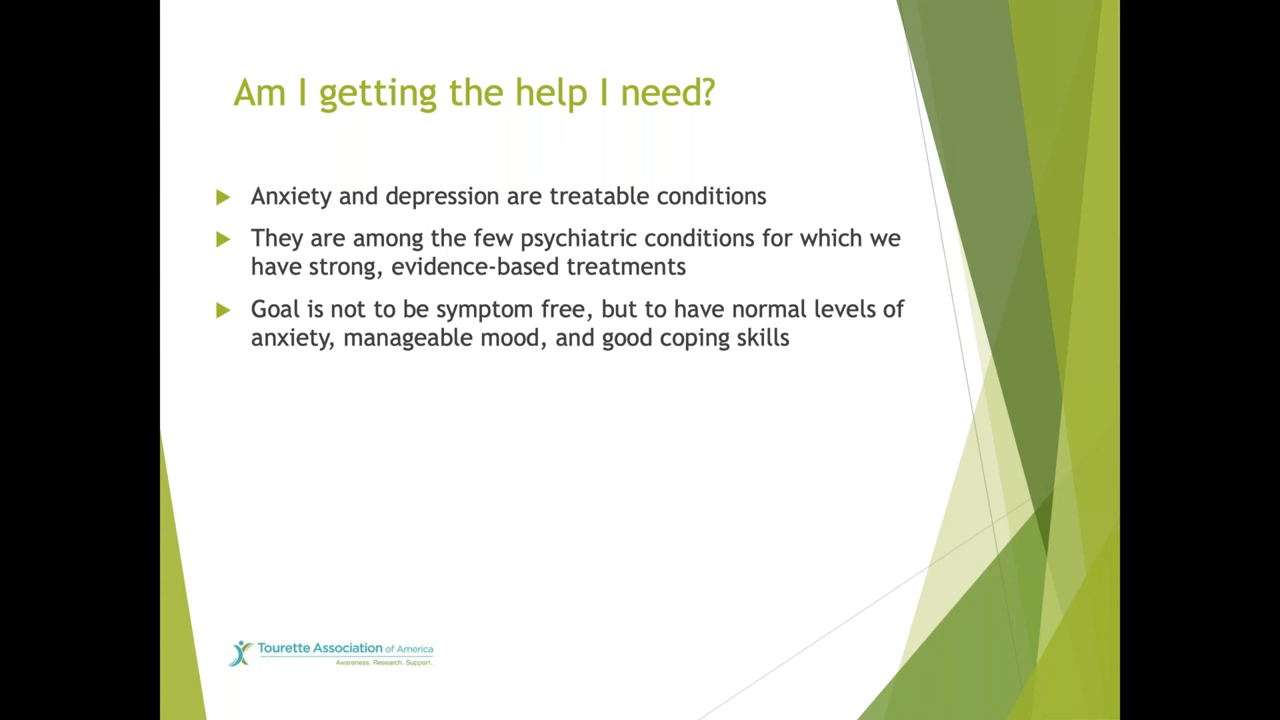 Am I getting the help I need?
Anxiety and depression are treatable conditions
They are among the few psychiatric conditions for which we
have strong, evidence-based treatments
Goal is not to be symptom free, but to have normal levels of
anxiety, manageable mood, and good coping skills
Tourette Association of America
Awareness. Research. Support.